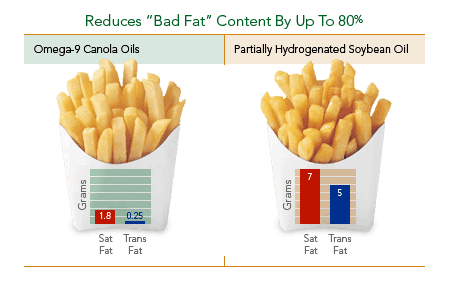 Reduces “Bad Fat” Content By Up To 80%
Omega-9 Canola Oils
Partially Hydrogenated Soybean Oil
Grams
1.8
0.25
Sat Fat
Trans Fat
Grams
7
5
Sat Fat
Trans Fat